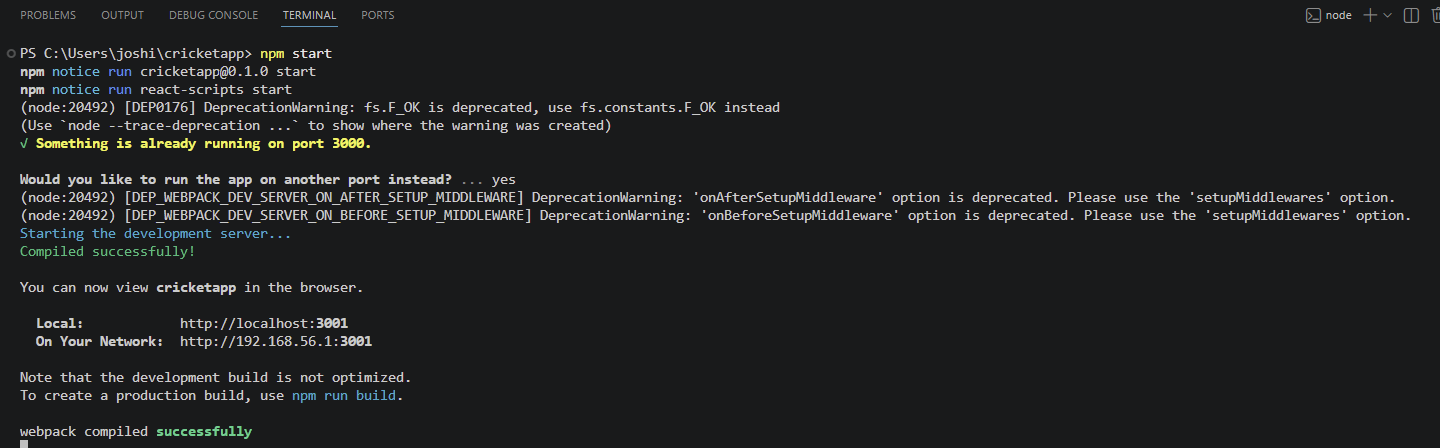 PROBLEMS OUTPUT DEBUG CONSOLE TERMINAL PORTS node
PS C:\Users\joshi\cricketapp> npm start
npm notice run cricketapp@0.1.0 start
npm notice run react-scripts start
(node:20492) [DEP0176] DeprecationWarning: fs.F_OK is deprecated, use fs.constants.F_OK instead
(Use `node --trace-deprecation ...` to show where the warning was created)
√ Something is already running on port 3000.
Would you like to run the app on another port instead? ... yes
(node:20492) [DEP_WEBPACK_DEV_SERVER_ON_AFTER_SETUP_MIDDLEWARE] DeprecationWarning: 'onAfterSetupMiddleware' option is deprecated. Please use the 'setupMiddlewares' option.
(node:20492) [DEP_WEBPACK_DEV_SERVER_ON_BEFORE_SETUP_MIDDLEWARE] DeprecationWarning: 'onBeforeSetupMiddleware' option is deprecated. Please use the 'setupMiddlewares' option.
Starting the development server...
Compiled successfully!
You can now view cricketapp in the browser.
Local: http://localhost:3001
On Your Network: http://192.168.56.1:3001
Note that the development build is not optimized.
To create a production build, use npm run build.
webpack compiled successfully